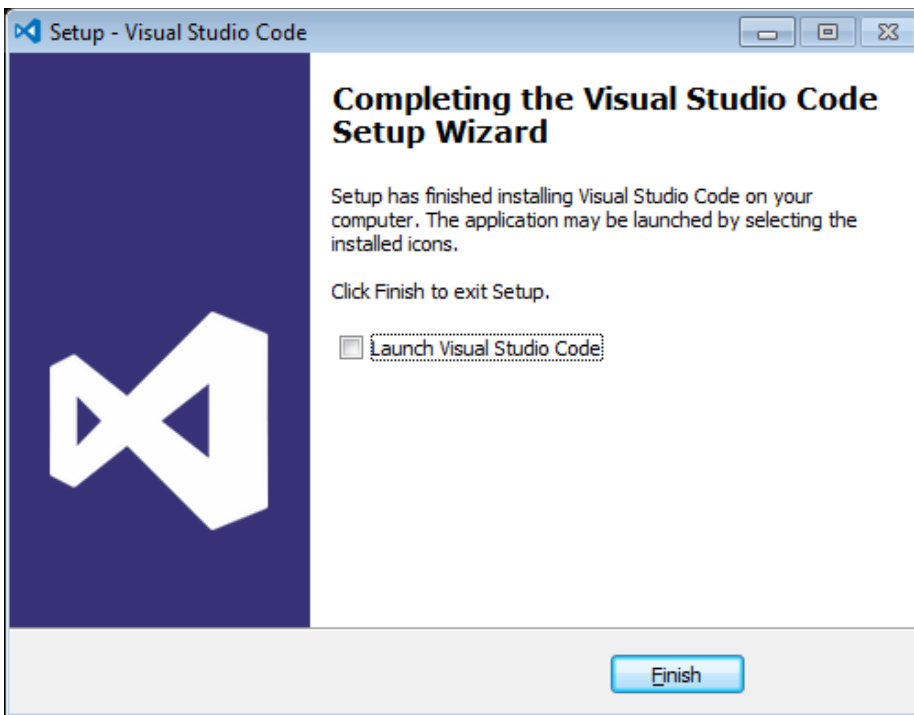 Setup - Visual Studio Code
Completing the Visual Studio Code
Setup Wizard
Setup has finished installing Visual Studio Code on your
computer. The application may be launched by selecting the
installed icons.
Click Finish to exit Setup.
Launch Visual Studio Code
Finish